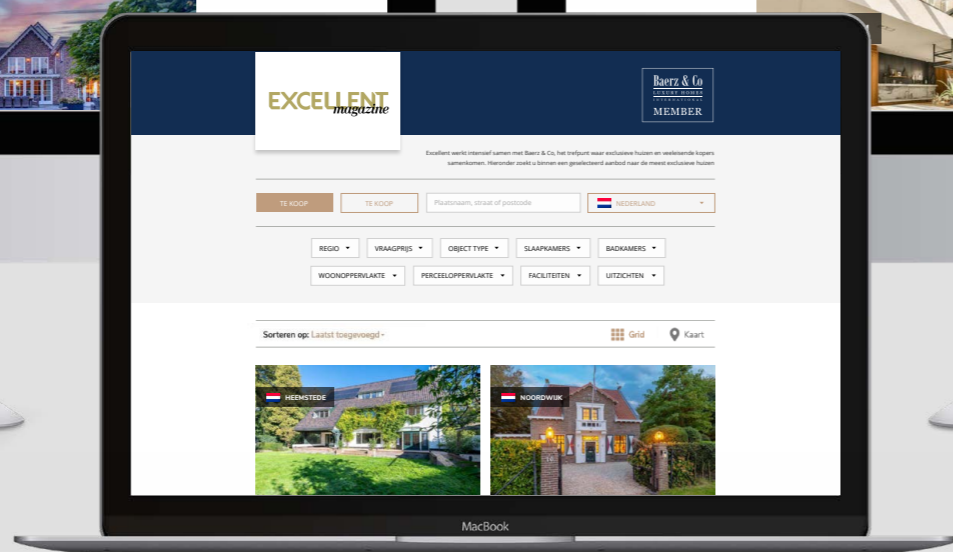 EXCELLENT
magazine
Baerz & Co
LUXURY HOMES
INTERNATIONAL
MEMBER
Excellent werkt intensief samen met Baerz & Co, het trefpunt waar exclusieve huizen en veeleisende kopers
samenkomen. Hieronder zoekt u binnen een geselecteerd aanbod naar de meest exclusieve huizen
TE KOOP TE KOOP Plaatsnaam, straat of postcode NEDERLAND
REGIO VRAAGPRIJS OBJECT TYPE SLAAPKAMERS BADKAMERS
WOONOPPERVLAKTE PERCEELOPPERVLAKTE FACILITEITEN UITZICHTEN
Sorteren op: Laatst toegevoegd Grid Kaart
HEEMSTEDE NOORDWIJK
MacBook